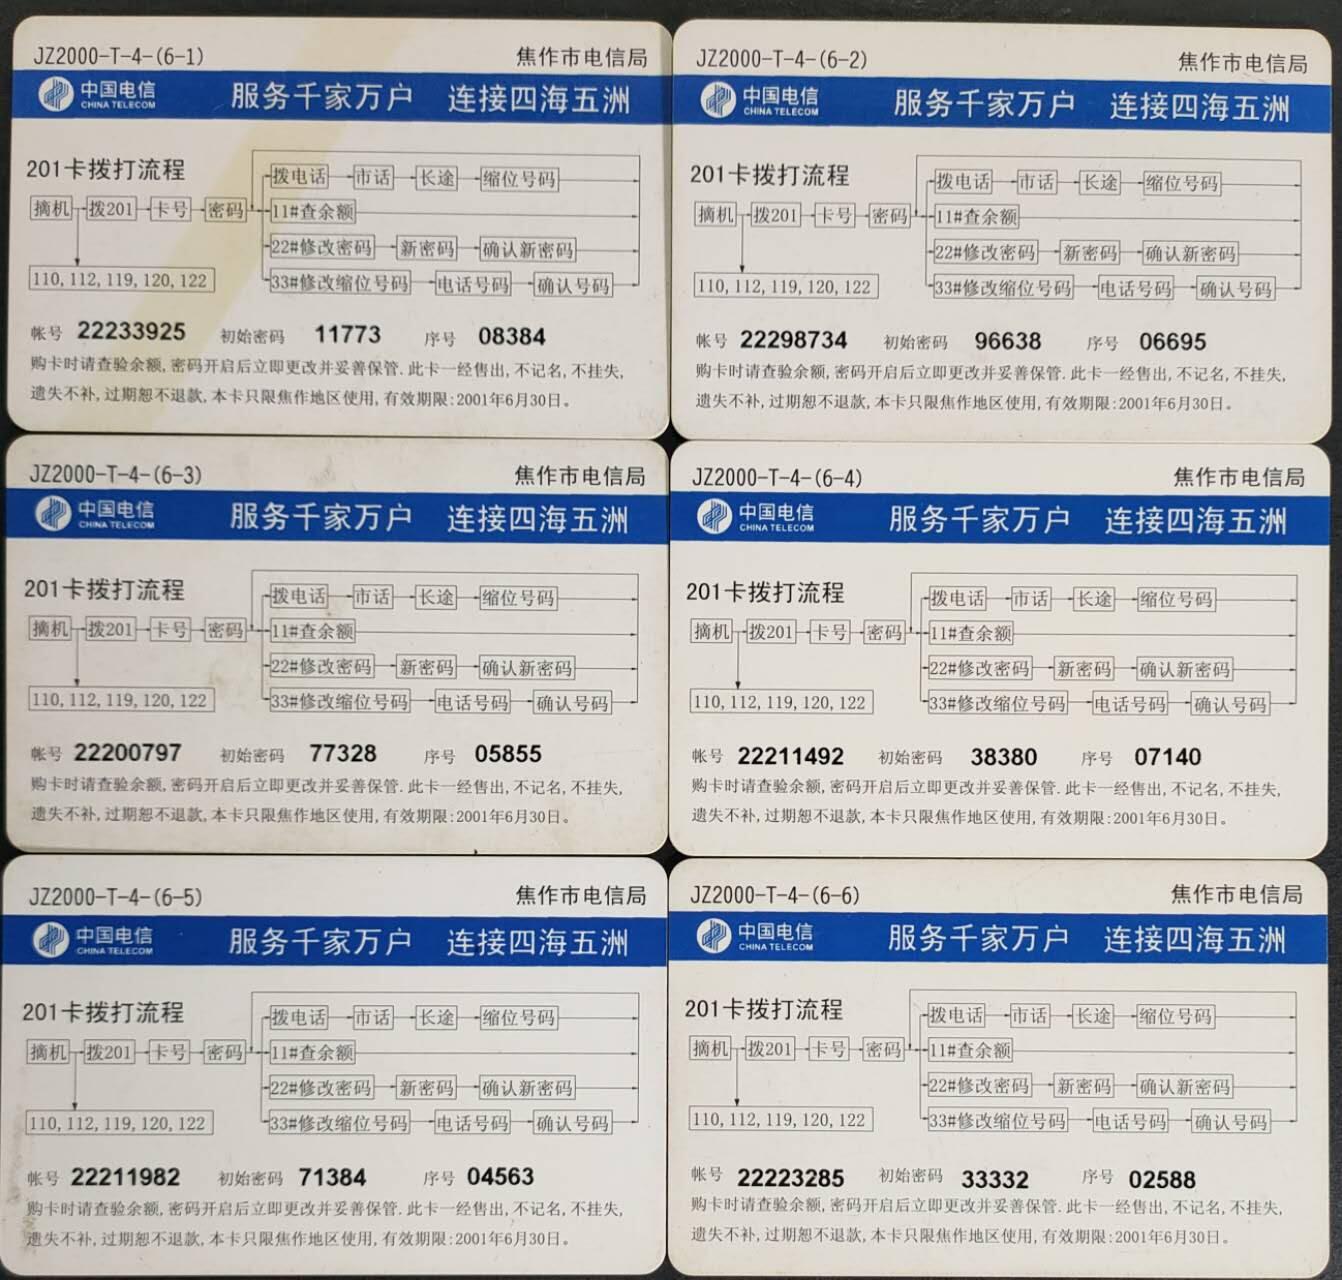 JZ2000-T-4-(6-1) 焦作市电信局
中国电信 CHINA TELECOM 服务千家万户 连接四海五洲
201卡拨打流程
拨电话 市话 长途 缩位号码
摘机 拨201 卡号 密码 11#查余额
22#修改密码 新密码 确认新密码
110,112,119,120,122 33#修改缩位号码 电话号码 确认号码
帐号 22233925 初始密码 11773 序号 08384
购卡时请查验余额,密码开启后立即更改并妥善保管.此卡一经售出,不记名,不挂失,
遗失不补,过期恕不退款,本卡只限焦作地区使用,有效期限:2001年6月30日。
JZ2000-T-4-(6-2) 焦作市电信局
中国电信 CHINA TELECOM 服务千家万户 连接四海五洲
201卡拨打流程
拨电话 市话 长途 缩位号码
摘机 拨201 卡号 密码 11#查余额
22#修改密码 新密码 确认新密码
110,112,119,120,122 33#修改缩位号码 电话号码 确认号码
帐号 22298734 初始密码 96638 序号 06695
购卡时请查验余额,密码开启后立即更改并妥善保管.此卡一经售出,不记名,不挂失,
遗失不补,过期恕不退款,本卡只限焦作地区使用,有效期限:2001年6月30日。
JZ2000-T-4-(6-3) 焦作市电信局
中国电信 CHINA TELECOM 服务千家万户 连接四海五洲
201卡拨打流程
拨电话 市话 长途 缩位号码
摘机 拨201 卡号 密码 11#查余额
22#修改密码 新密码 确认新密码
110,112,119,120,122 33#修改缩位号码 电话号码 确认号码
帐号 22200797 初始密码 77328 序号 05855
购卡时请查验余额,密码开启后立即更改并妥善保管.此卡一经售出,不记名,不挂失,
遗失不补,过期恕不退款,本卡只限焦作地区使用,有效期限:2001年6月30日。
JZ2000-T-4-(6-4) 焦作市电信局
中国电信 CHINA TELECOM 服务千家万户 连接四海五洲
201卡拨打流程
拨电话 市话 长途 缩位号码
摘机 拨201 卡号 密码 11#查余额
22#修改密码 新密码 确认新密码
110,112,119,120,122 33#修改缩位号码 电话号码 确认号码
帐号 22211492 初始密码 38380 序号 07140
购卡时请查验余额,密码开启后立即更改并妥善保管.此卡一经售出,不记名,不挂失,
遗失不补,过期恕不退款,本卡只限焦作地区使用,有效期限:2001年6月30日。
JZ2000-T-4-(6-5) 焦作市电信局
中国电信 CHINA TELECOM 服务千家万户 连接四海五洲
201卡拨打流程
拨电话 市话 长途 缩位号码
摘机 拨201 卡号 密码 11#查余额
22#修改密码 新密码 确认新密码
110,112,119,120,122 33#修改缩位号码 电话号码 确认号码
帐号 22211982 初始密码 71384 序号 04563
购卡时请查验余额,密码开启后立即更改并妥善保管.此卡一经售出,不记名,不挂失,
遗失不补,过期恕不退款,本卡只限焦作地区使用,有效期限:2001年6月30日。
JZ2000-T-4-(6-6) 焦作市电信局
中国电信 CHINA TELECOM 服务千家万户 连接四海五洲
201卡拨打流程
拨电话 市话 长途 缩位号码
摘机 拨201 卡号 密码 11#查余额
22#修改密码 新密码 确认新密码
110,112,119,120,122 33#修改缩位号码 电话号码 确认号码
帐号 22223285 初始密码 33332 序号 02588
购卡时请查验余额,密码开启后立即更改并妥善保管.此卡一经售出,不记名,不挂失,
遗失不补,过期恕不退款,本卡只限焦作地区使用,有效期限:2001年6月30日。